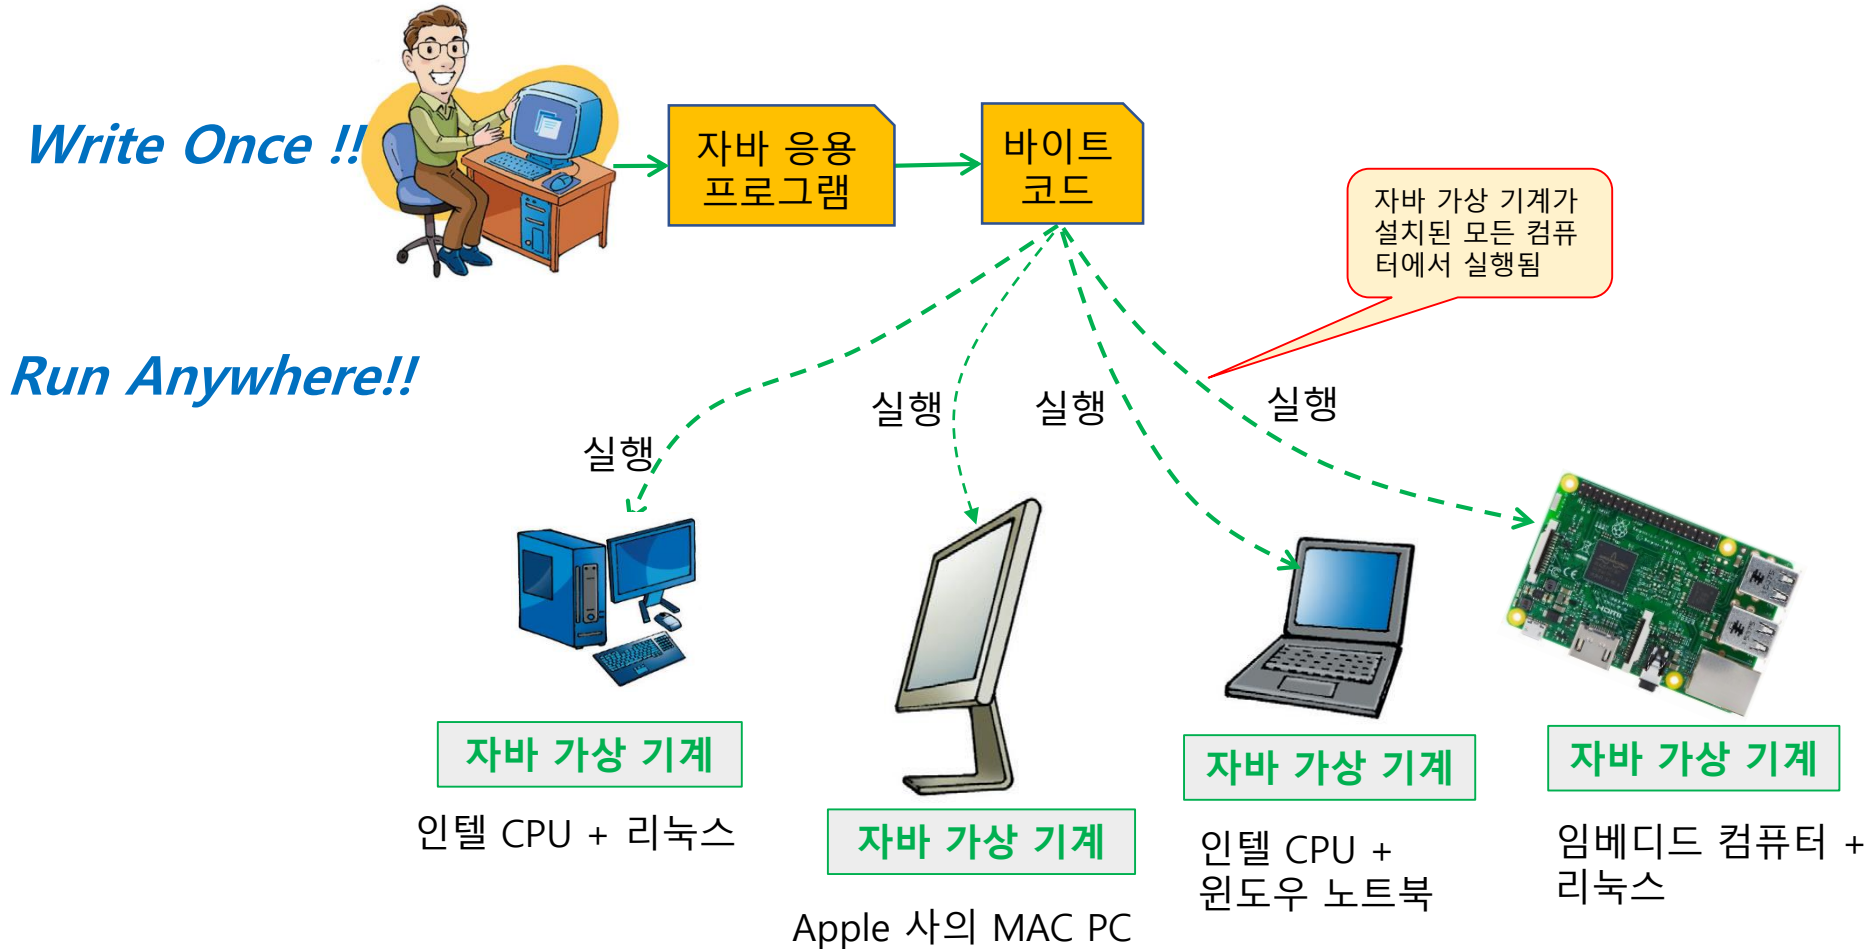 Write Once !!
자바 응용
프로그램
바이트
코드
자바 가상 기계가
설치된 모든 컴퓨
터에서 실행됨
Run Anywhere!!
실행
실행
실행
실행
자바 가상 기계
인텔 CPU + 리눅스
자바 가상 기계
Apple 사의 MAC PC
자바 가상 기계
인텔 CPU +
윈도우 노트북
자바 가상 기계
임베디드 컴퓨터 +
리눅스
HDMI